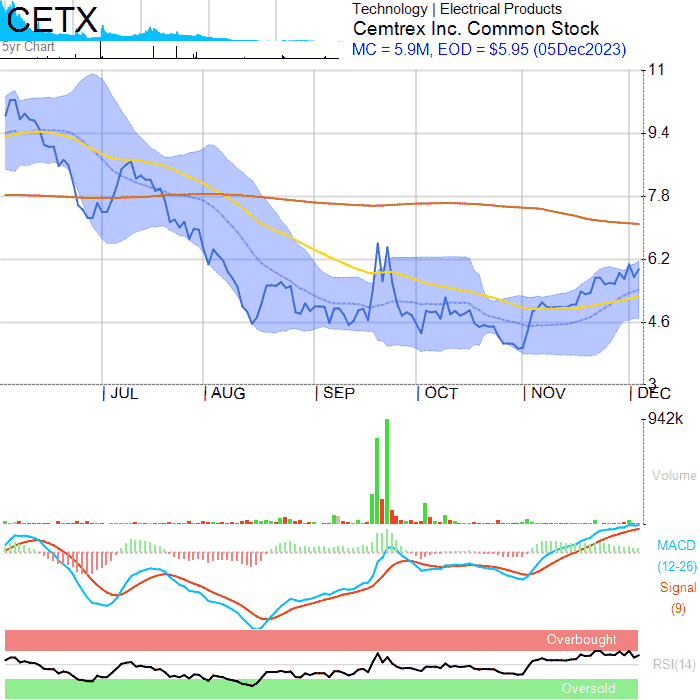 CETX
5yr Chart
Technology | Electrical Products
Cemtrex Inc. Common Stock
MC = 5.9M, EOD = $5.95 (05Dec2023)
11
9.4
7.8
6.2
4.6
3
JUL
AUG
SEP
OCT
NOV
DEC
942k
Volume
MACD
(12-26)
Signal
(9)
Overbought
RSI(14)
Oversold